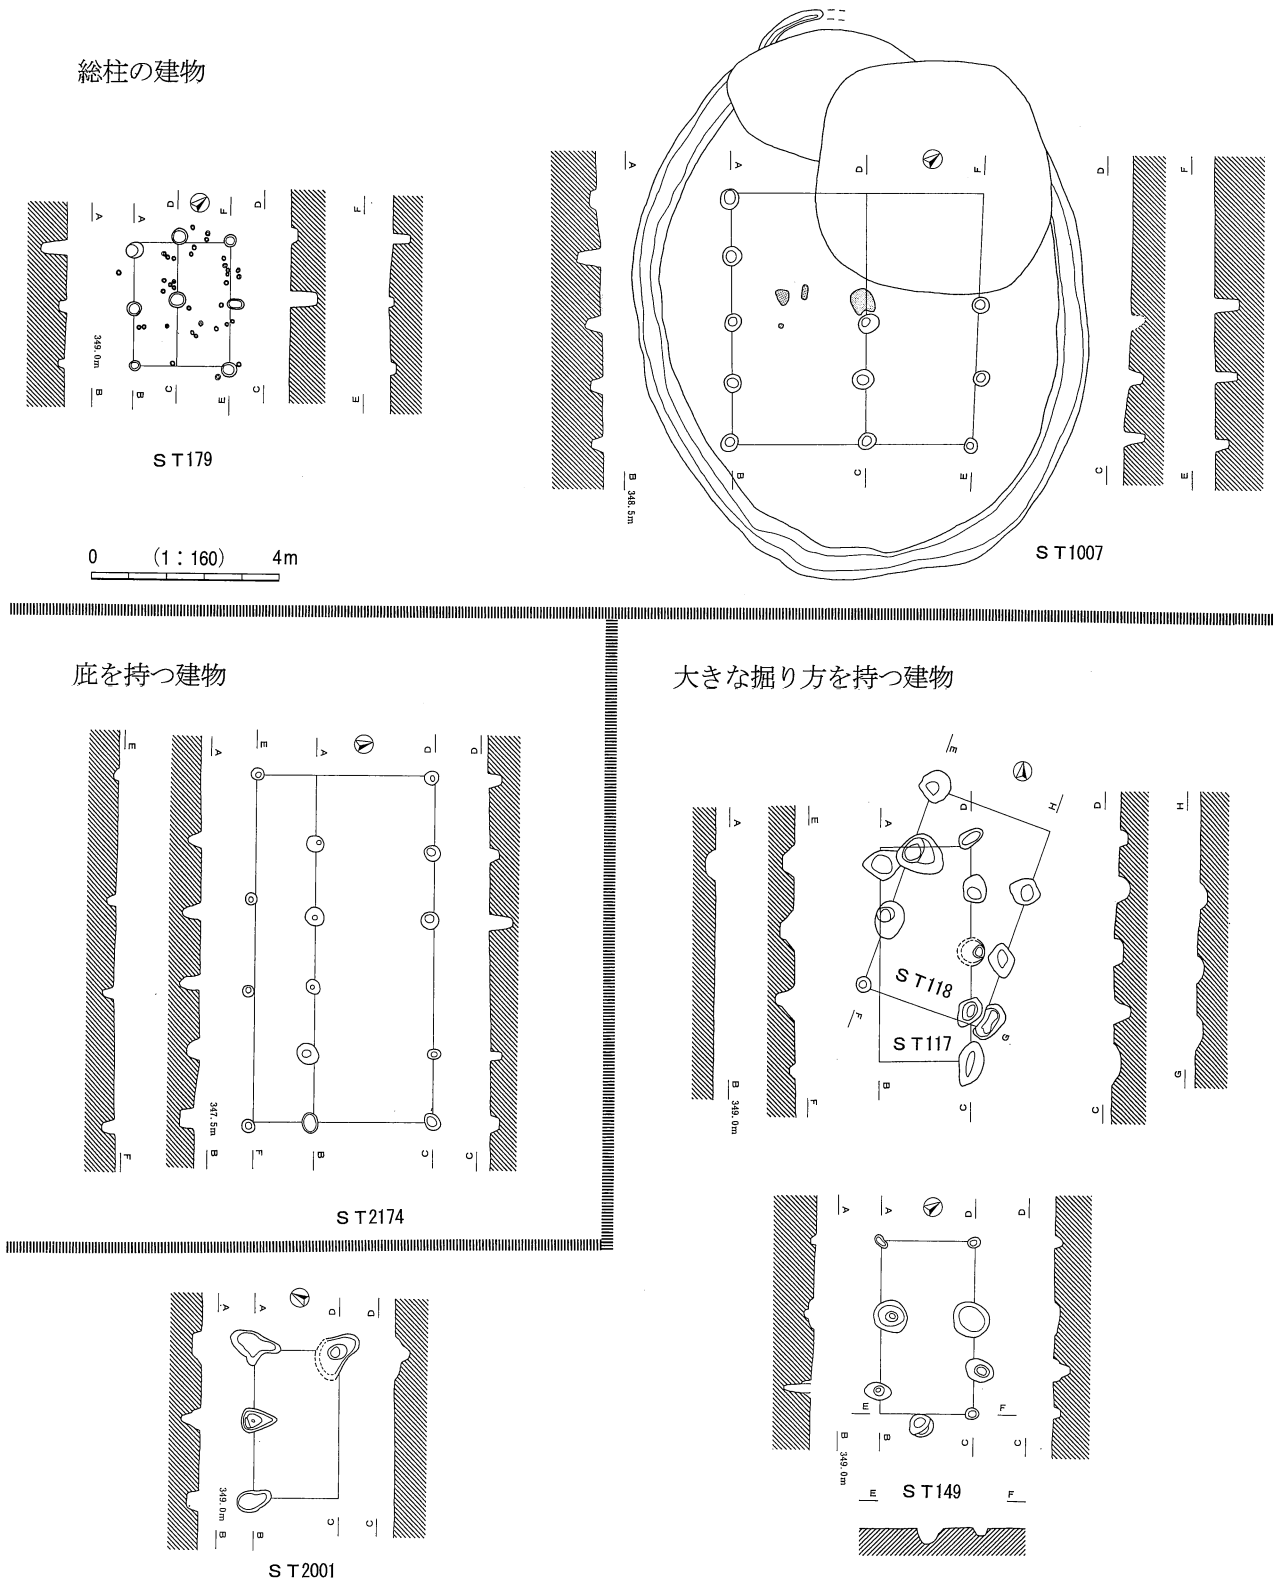 総柱の建物
A
A
D
F
D
F
349.0m
B
B
C
E
C
E
ST179
A
A
D
F
D
F
B
348.5m
B
C
E
C
E
ST1007
0 (1:160) 4m
庇を持つ建物
E
A
E
A
D
D
347.5m
F
B
F
B
C
C
ST2174
大きな掘り方を持つ建物
A
E
A
E
D
H
D
H
ST118
F
G
ST117
B
349.0m
F
B
C
C
G
A
A
D
D
E
F
B
349.0m
B
C
C
E
ST149
F
A
A
D
D
349.0m
B
B
C
C
ST2001